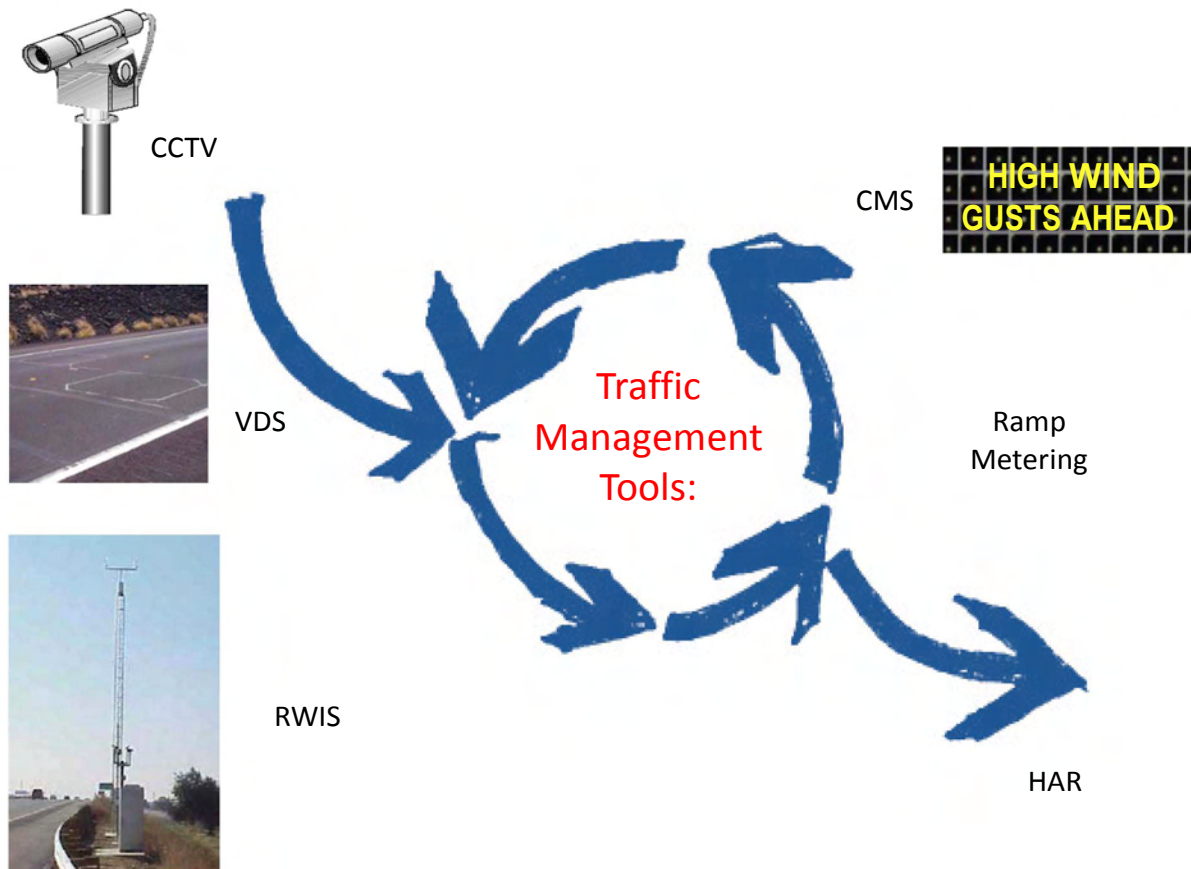 CCTV
CMS
HIGH WIND
GUSTS AHEAD
VDS
Traffic
Management
Tools:
Ramp
Metering
RWIS
HAR